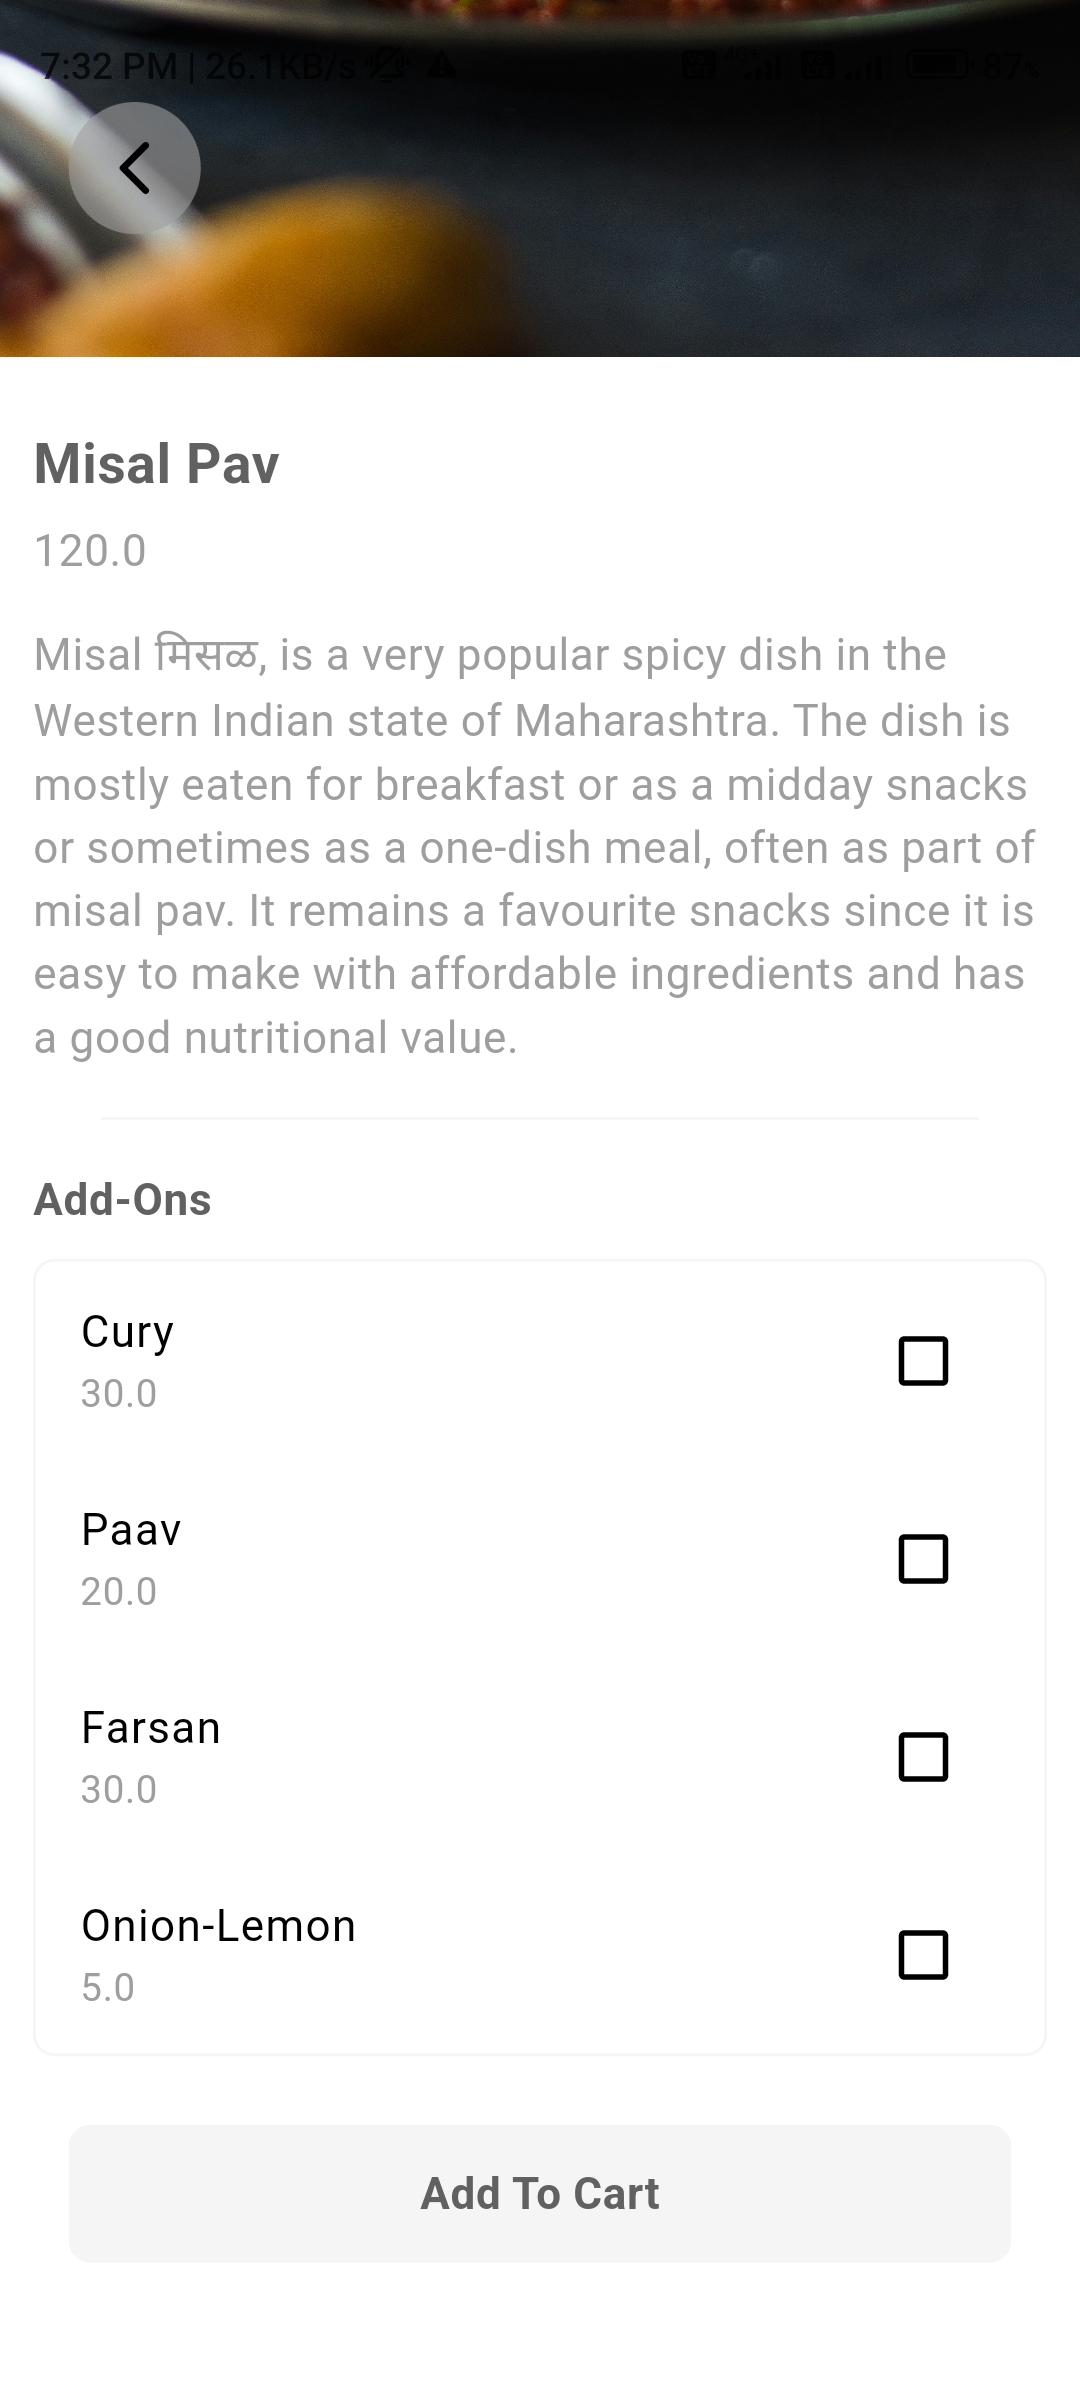 7:32 PM | 26.1KB/s 4G+ 87%
Misal Pav
120.0
Misal मिसळ, is a very popular spicy dish in the
Western Indian state of Maharashtra. The dish is
mostly eaten for breakfast or as a midday snacks
or sometimes as a one-dish meal, often as part of
misal pav. It remains a favourite snacks since it is
easy to make with affordable ingredients and has
a good nutritional value.
Add-Ons
Cury
30.0
Paav
20.0
Farsan
30.0
Onion-Lemon
5.0
Add To Cart